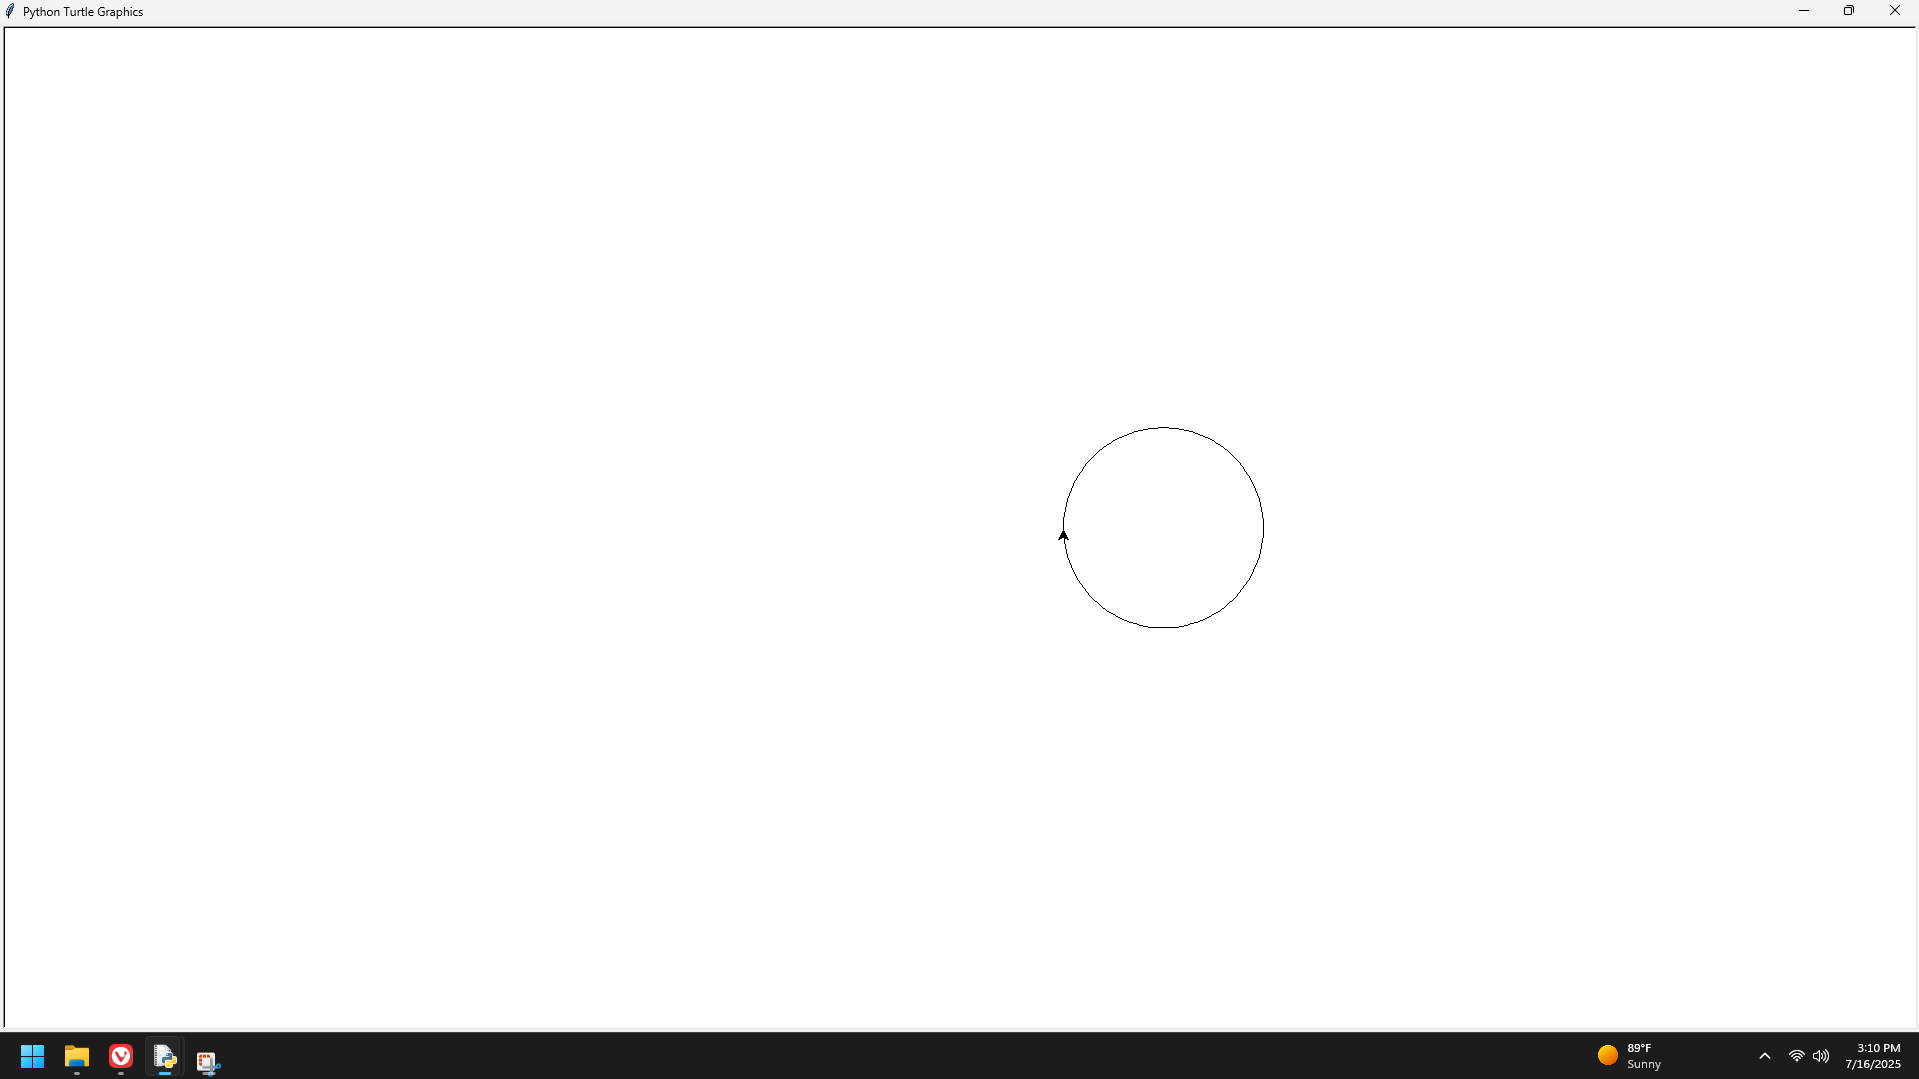 Python Turtle Graphics
89°F
Sunny
3:10 PM
7/16/2025